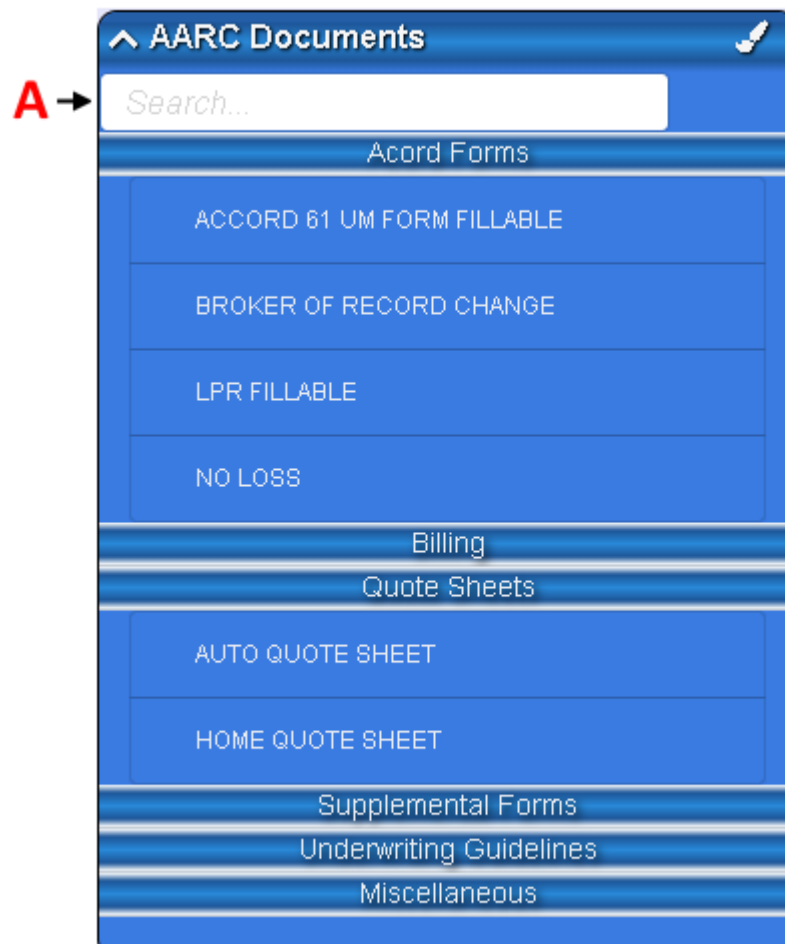 AARC Documents
A
Search...
Acord Forms
ACCORD 61 UM FORM FILLABLE
BROKER OF RECORD CHANGE
LPR FILLABLE
NO LOSS
Billing
Quote Sheets
AUTO QUOTE SHEET
HOME QUOTE SHEET
Supplemental Forms
Underwriting Guidelines
Miscellaneous